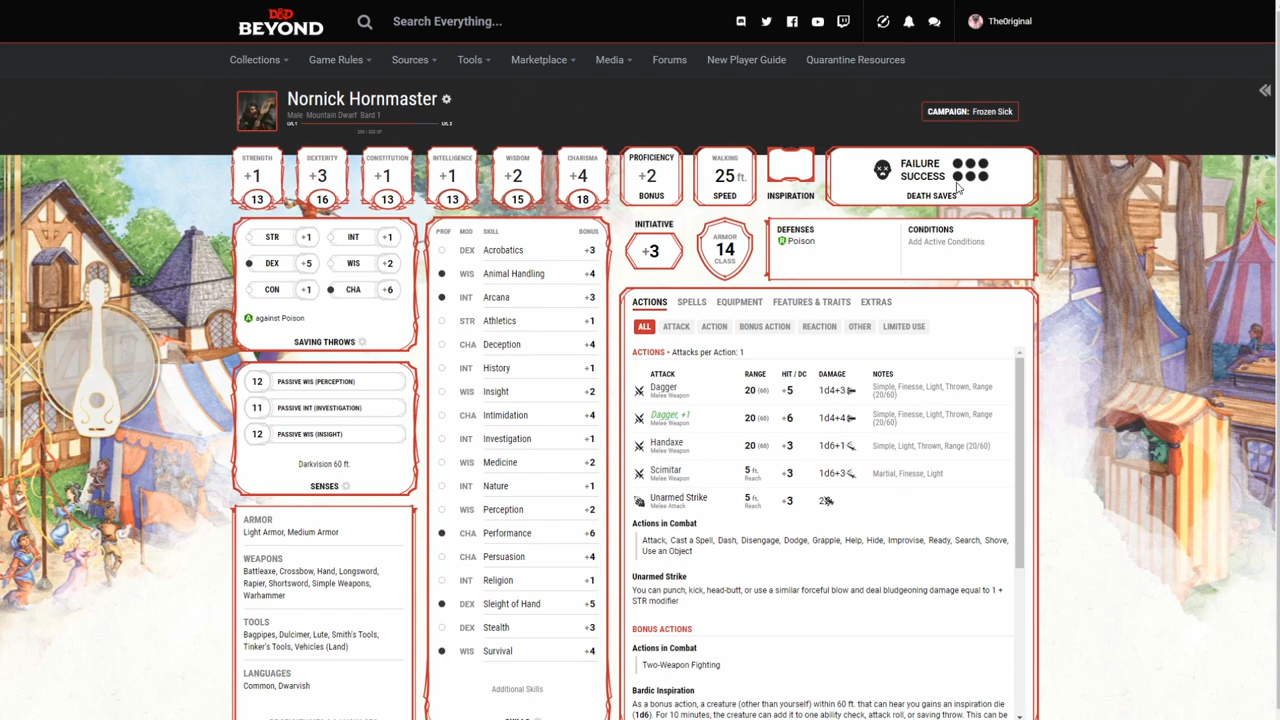 D&D
BEYOND
Search Everything...
The0riginal
Collections
Game Rules
Sources
Tools
Marketplace
Media
Forums
New Player Guide
Quarantine Resources
Nornick Hornmaster
Male Mountain Dwarf Bard 1
LVL 1
LVL 2
CAMPAIGN: Frozen Sick
STRENGTH
+1
13
DEXTERITY
+3
16
CONSTITUTION
+1
13
INTELLIGENCE
+1
13
WISDOM
+2
15
CHARISMA
+4
18
PROFICIENCY
+2
BONUS
WALKING
25 ft.
SPEED
INSPIRATION
FAILURE
SUCCESS
DEATH SAVES
STR +1
INT +1
DEX +5
WIS +2
CON +1
CHA +6
A against Poison
SAVING THROWS
12 PASSIVE WIS (PERCEPTION)
11 PASSIVE INT (INVESTIGATION)
12 PASSIVE WIS (INSIGHT)
Darkvision 60 ft.
SENSES
ARMOR
Light Armor, Medium Armor
WEAPONS
Battleaxe, Crossbow, Hand, Longsword,
Rapier, Shortsword, Simple Weapons,
Warhammer
TOOLS
Bagpipes, Dulcimer, Lute, Smith's Tools,
Tinker's Tools, Vehicles (Land)
LANGUAGES
Common, Dwarvish
PROF MOD SKILL BONUS
DEX Acrobatics +3
WIS Animal Handling +4
INT Arcana +3
STR Athletics +1
CHA Deception +4
INT History +1
WIS Insight +2
CHA Intimidation +4
INT Investigation +1
WIS Medicine +2
INT Nature +1
WIS Perception +2
CHA Performance +6
CHA Persuasion +4
INT Religion +1
DEX Sleight of Hand +5
DEX Stealth +3
WIS Survival +4
Additional Skills
INITIATIVE
+3
ARMOR
14
CLASS
DEFENSES
R Poison
CONDITIONS
Add Active Conditions
ACTIONS SPELLS EQUIPMENT FEATURES & TRAITS EXTRAS
ALL ATTACK ACTION BONUS ACTION REACTION OTHER LIMITED USE
ACTIONS • Attacks per Action: 1
ATTACK RANGE HIT / DC DAMAGE NOTES
Dagger 20 (60) +5 1d4+3 Simple, Finesse, Light, Thrown, Range
Melee Weapon (20/60)
Dagger, +1 20 (60) +6 1d4+4 Simple, Finesse, Light, Thrown, Range
Melee Weapon (20/60)
Handaxe 20 (60) +3 1d6+1 Simple, Light, Thrown, Range (20/60)
Melee Weapon
Scimitar 5 ft. +3 1d6+3 Martial, Finesse, Light
Melee Weapon Reach
Unarmed Strike 5 ft. +3 2
Melee Attack Reach
Actions in Combat
Attack, Cast a Spell, Dash, Disengage, Dodge, Grapple, Help, Hide, Improvise, Ready, Search, Shove,
Use an Object
Unarmed Strike
You can punch, kick, head-butt, or use a similar forceful blow and deal bludgeoning damage equal to 1 +
STR modifier
BONUS ACTIONS
Actions in Combat
Two-Weapon Fighting
Bardic Inspiration
As a bonus action, a creature (other than yourself) within 60 ft. that can hear you gains an inspiration die
(1d6). For 10 minutes, the creature can add it to one ability check, attack roll, or saving throw. This can be